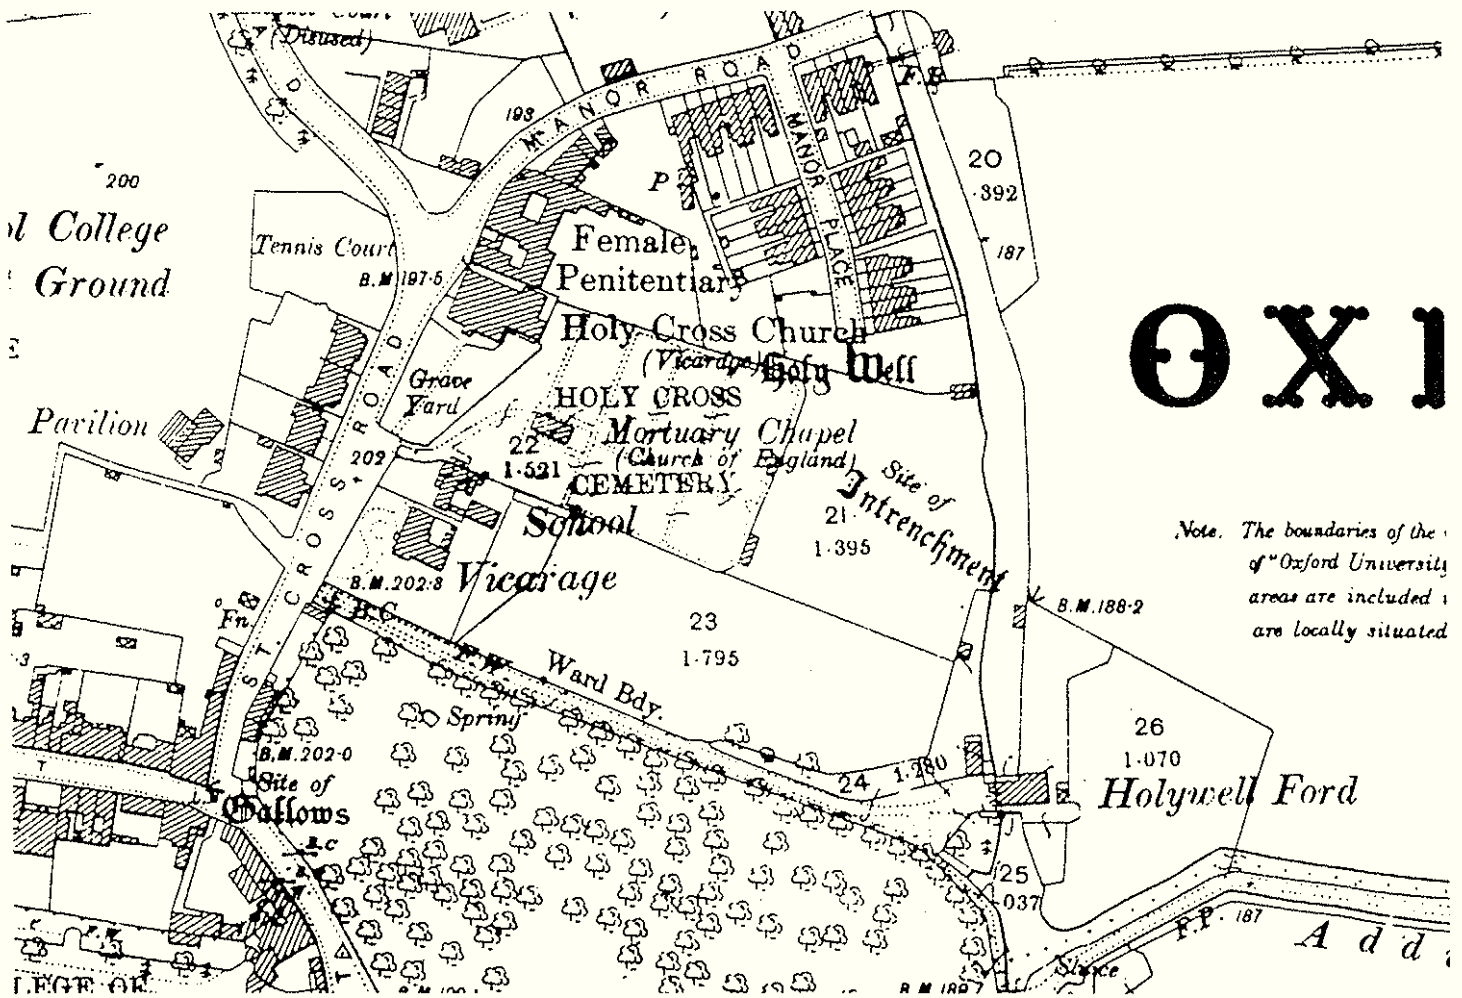 (Disused)
MANOR ROAD
F.B
193
200
20
.392
187
P
MANOR PLACE
College
Ground
Tennis Court
B.M.197·5
Female
Penitentiary
Holy Cross Church
(Vicarage)
Holy Well
OXF
Grave
Yard
HOLY CROSS
Mortuary Chapel
(Church of England)
CEMETERY
22
1·521
Pavilion
202
ST. CROSS ROAD
School
Site of
Intrenchment
21
1·395
Note. The boundaries of the
of "Oxford University
areas are included
are locally situated
B.M.202·8
Vicarage
Fn.
B C
F.W
B.M.188·2
23
1·795
Ward Bdy.
Spring
26
1·070
B.M.202·0
Site of
Gallows
24
1·280
Holywell Ford
B.C
25
·037
F.P.
187
Add
Sluice
LEGE OF
B.M.189·7